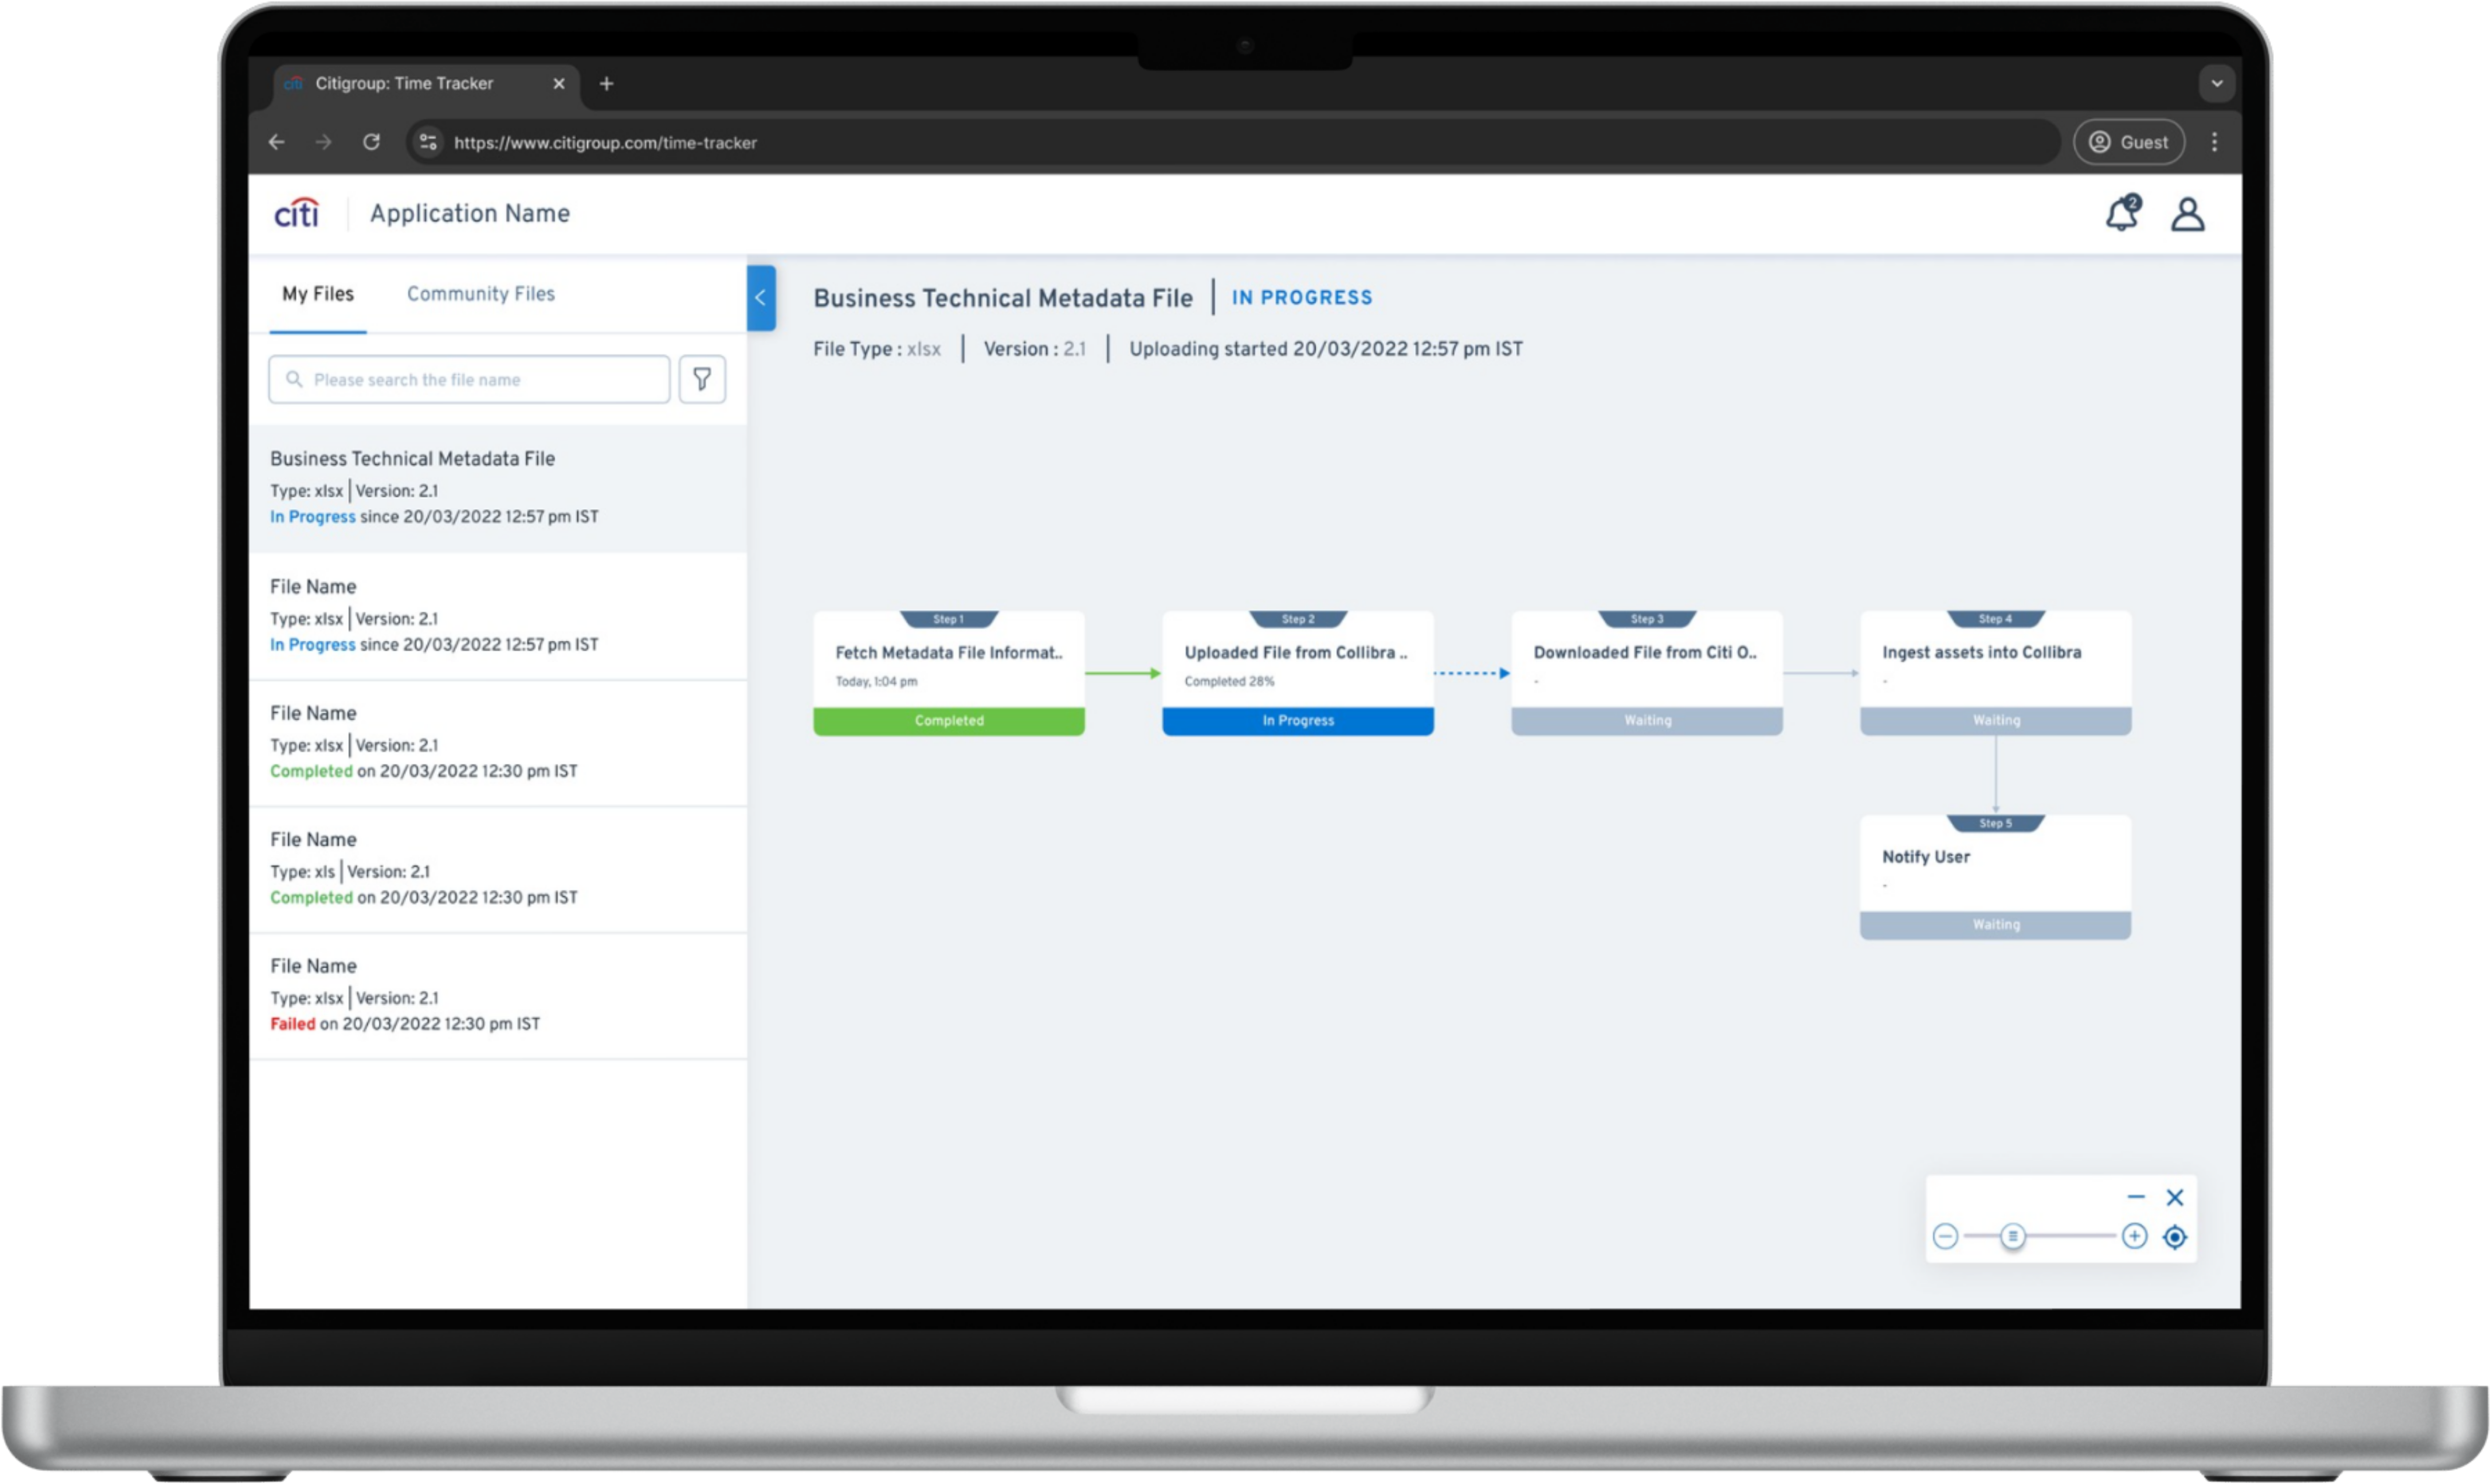 citi Citigroup: Time Tracker
https://www.citigroup.com/time-tracker
Guest
citi
Application Name
2
My Files
Community Files
Please search the file name
Business Technical Metadata File
Type: xlsx | Version: 2.1
In Progress since 20/03/2022 12:57 pm IST
File Name
Type: xlsx | Version: 2.1
In Progress since 20/03/2022 12:57 pm IST
File Name
Type: xlsx | Version: 2.1
Completed on 20/03/2022 12:30 pm IST
File Name
Type: xls | Version: 2.1
Completed on 20/03/2022 12:30 pm IST
File Name
Type: xlsx | Version: 2.1
Failed on 20/03/2022 12:30 pm IST
Business Technical Metadata File | IN PROGRESS
File Type : xlsx | Version : 2.1 | Uploading started 20/03/2022 12:57 pm IST
Step 1
Fetch Metadata File Informat..
Today, 1:04 pm
Completed
Step 2
Uploaded File from Collibra ..
Completed 28%
In Progress
Step 3
Downloaded File from Citi O..
-
Waiting
Step 4
Ingest assets into Collibra
-
Waiting
Step 5
Notify User
-
Waiting